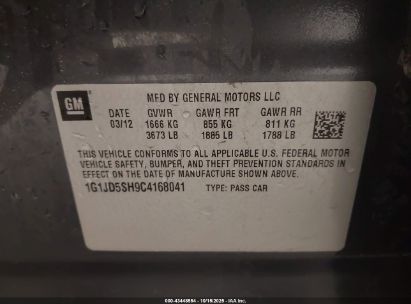 GM
MFD BY GENERAL MOTORS LLC
DATE GVWR GAWR FRT GAWR RR
03/12 1666 KG 855 KG 811 KG
3673 LB 1885 LB 1788 LB
THIS VEHICLE CONFORMS TO ALL APPLICABLE U.S. FEDERAL MOTOR
VEHICLE SAFETY, BUMPER, AND THEFT PREVENTION STANDARDS IN
EFFECT ON THE DATE OF MANUFACTURE SHOWN ABOVE.
1G1JD5SH9C4168041 TYPE: PASS CAR